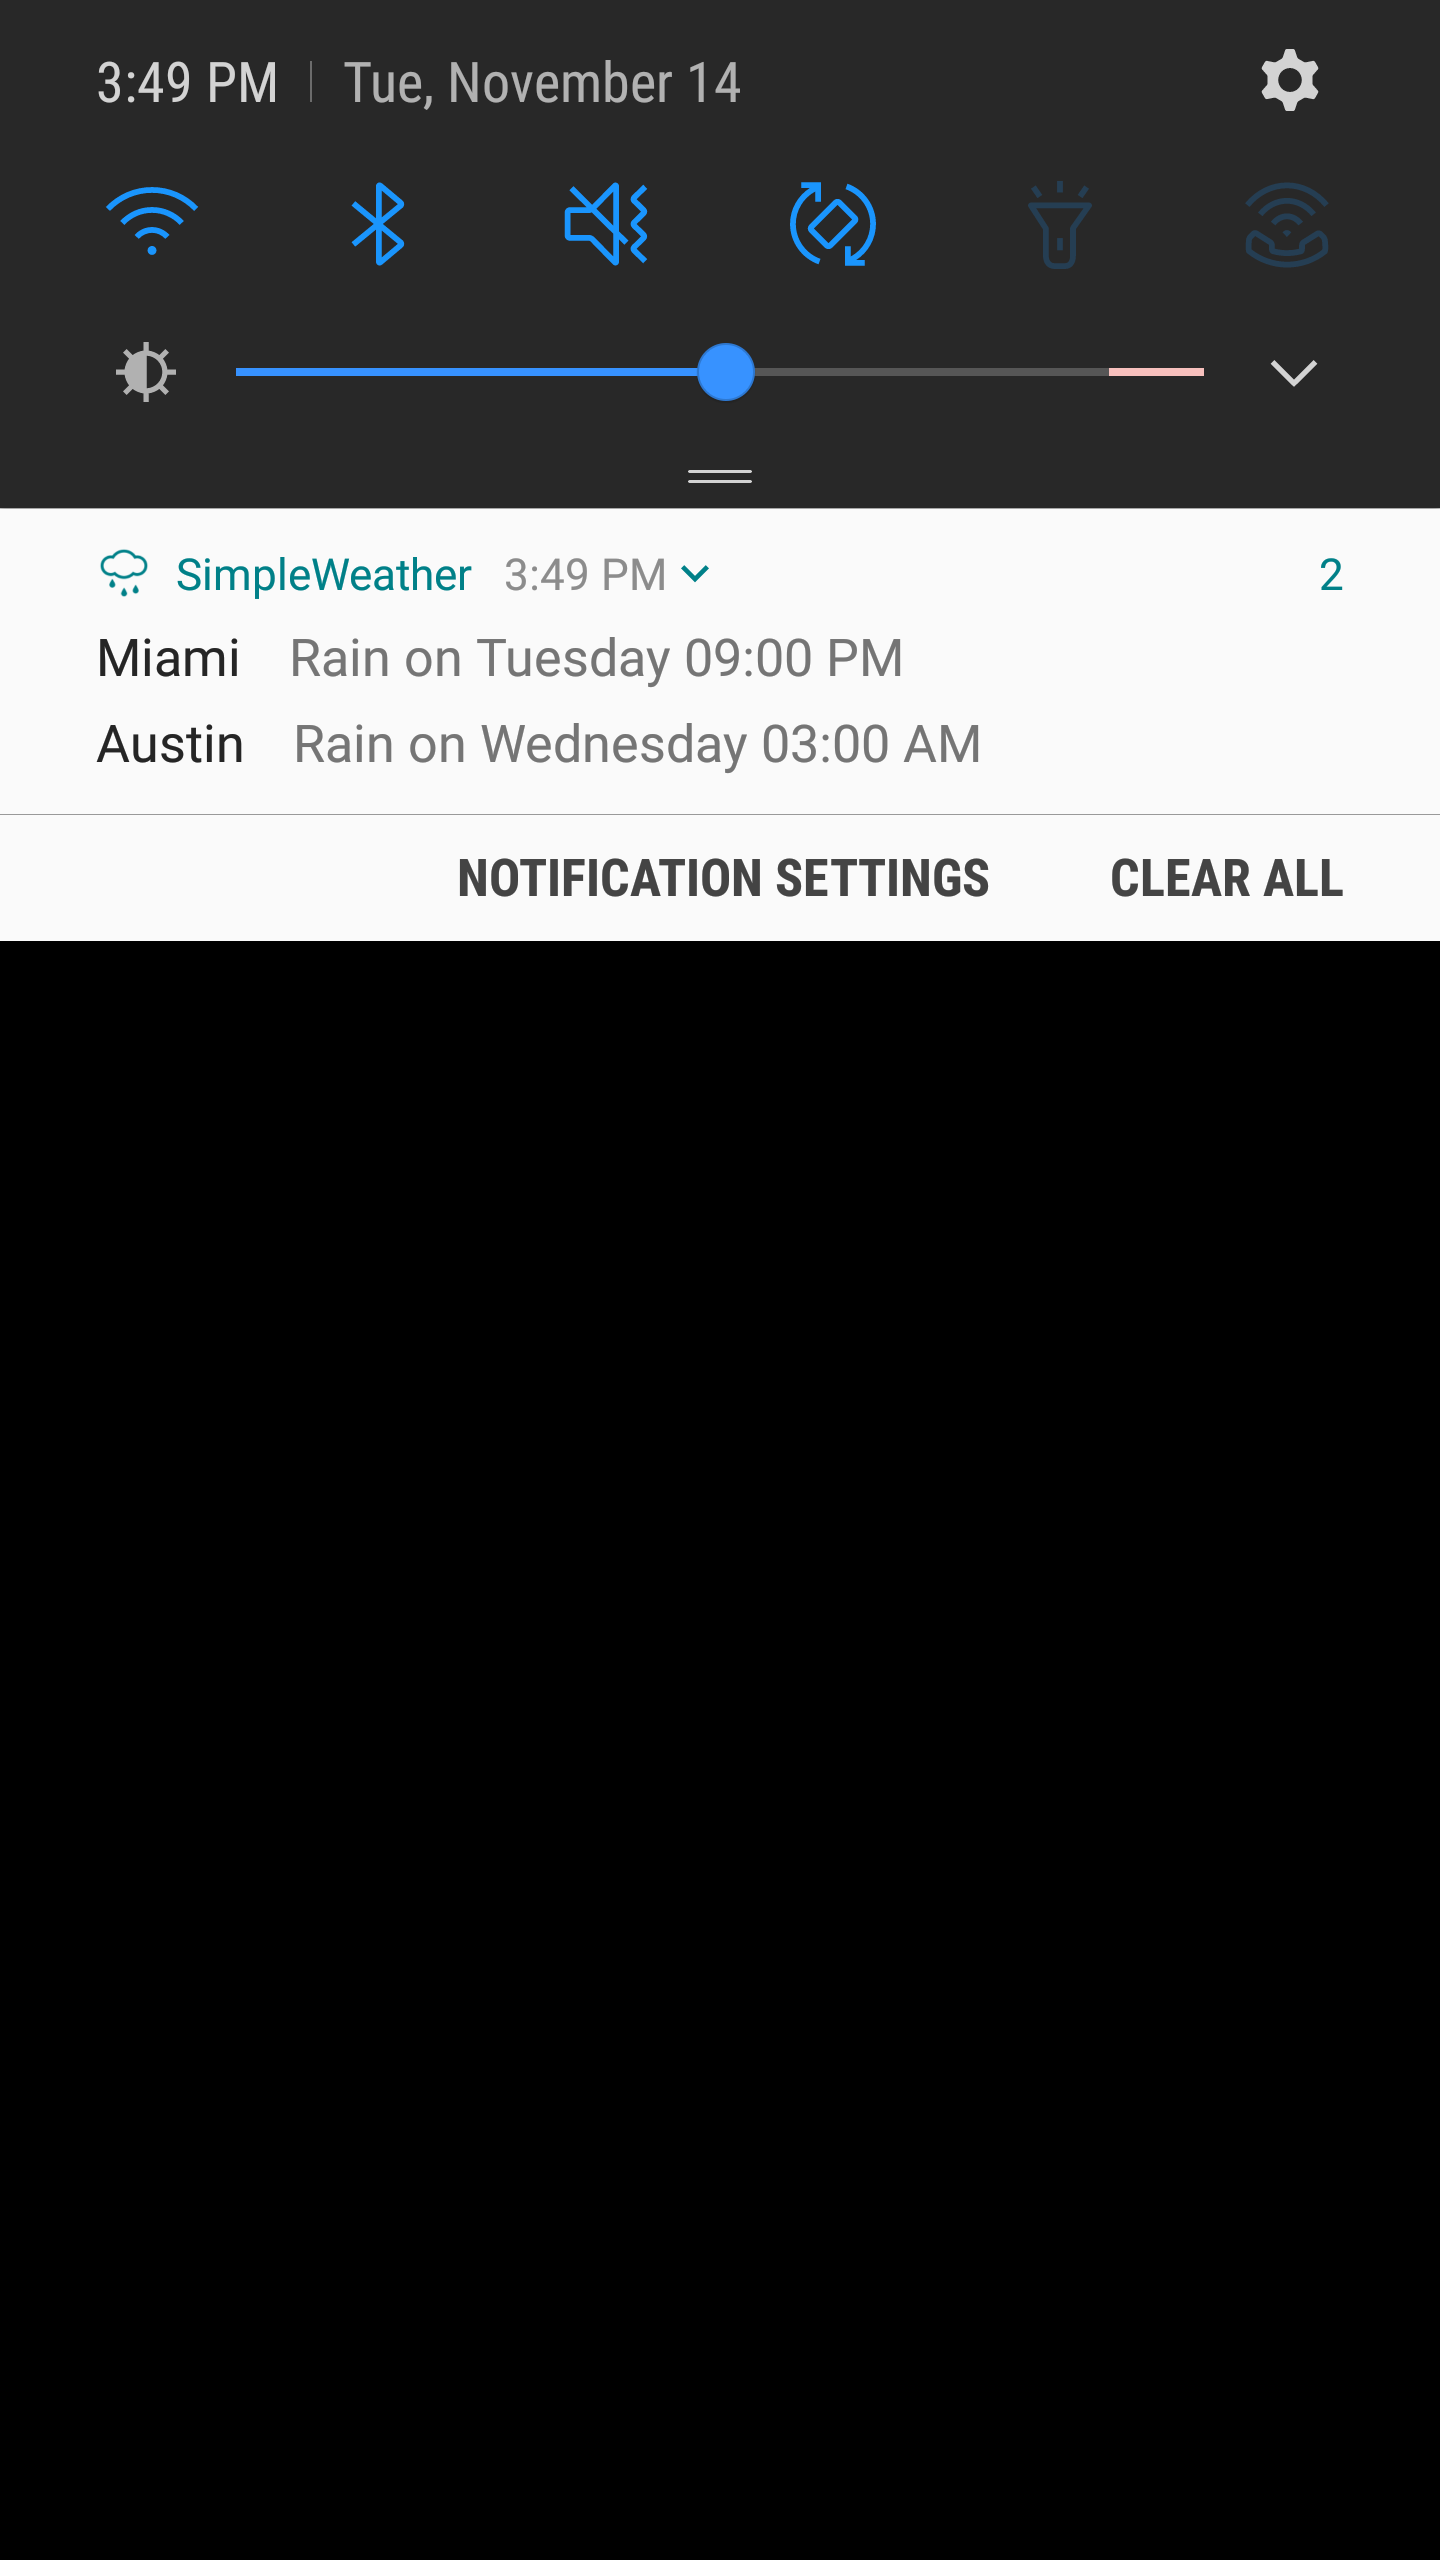 3:49 PM Tue, November 14
SimpleWeather 3:49 PM 2
Miami Rain on Tuesday 09:00 PM
Austin Rain on Wednesday 03:00 AM
NOTIFICATION SETTINGS CLEAR ALL